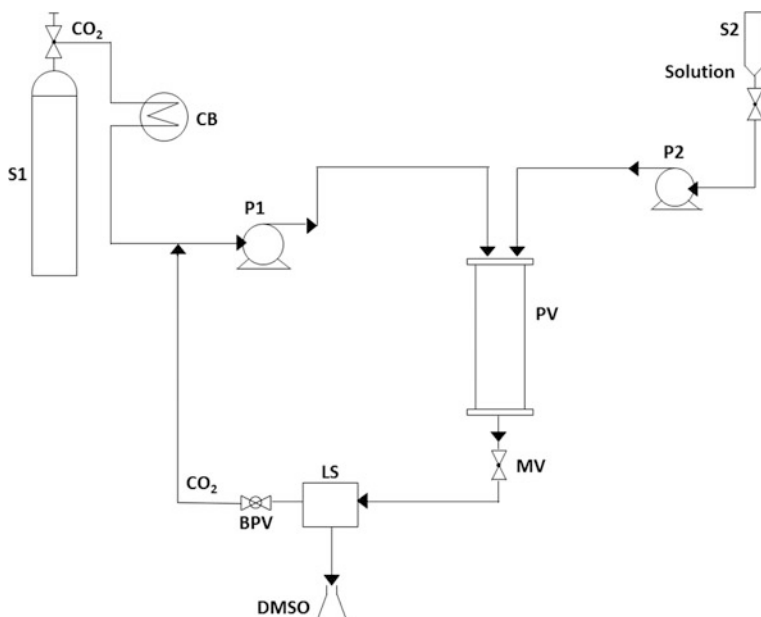 CO₂
S2
Solution
CB
S1
P2
P1
PV
LS
MV
CO₂
BPV
DMSO